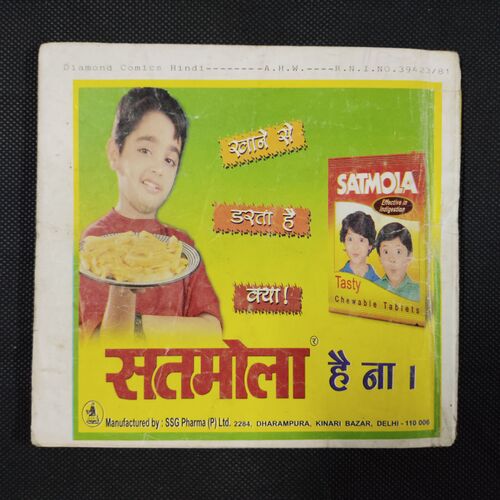 Diamond Comics Hindi--------A.H.W.----R.N.I.NO.39423/81
खाने से
डरता है
क्या!
SATMOLA
Effective in
Indigestion
Tasty
Chewable Tablets
सतमोला है ना।
Manufactured by : SSG Pharma (P) Ltd. 2284, DHARAMPURA, KINARI BAZAR, DELHI - 110 006